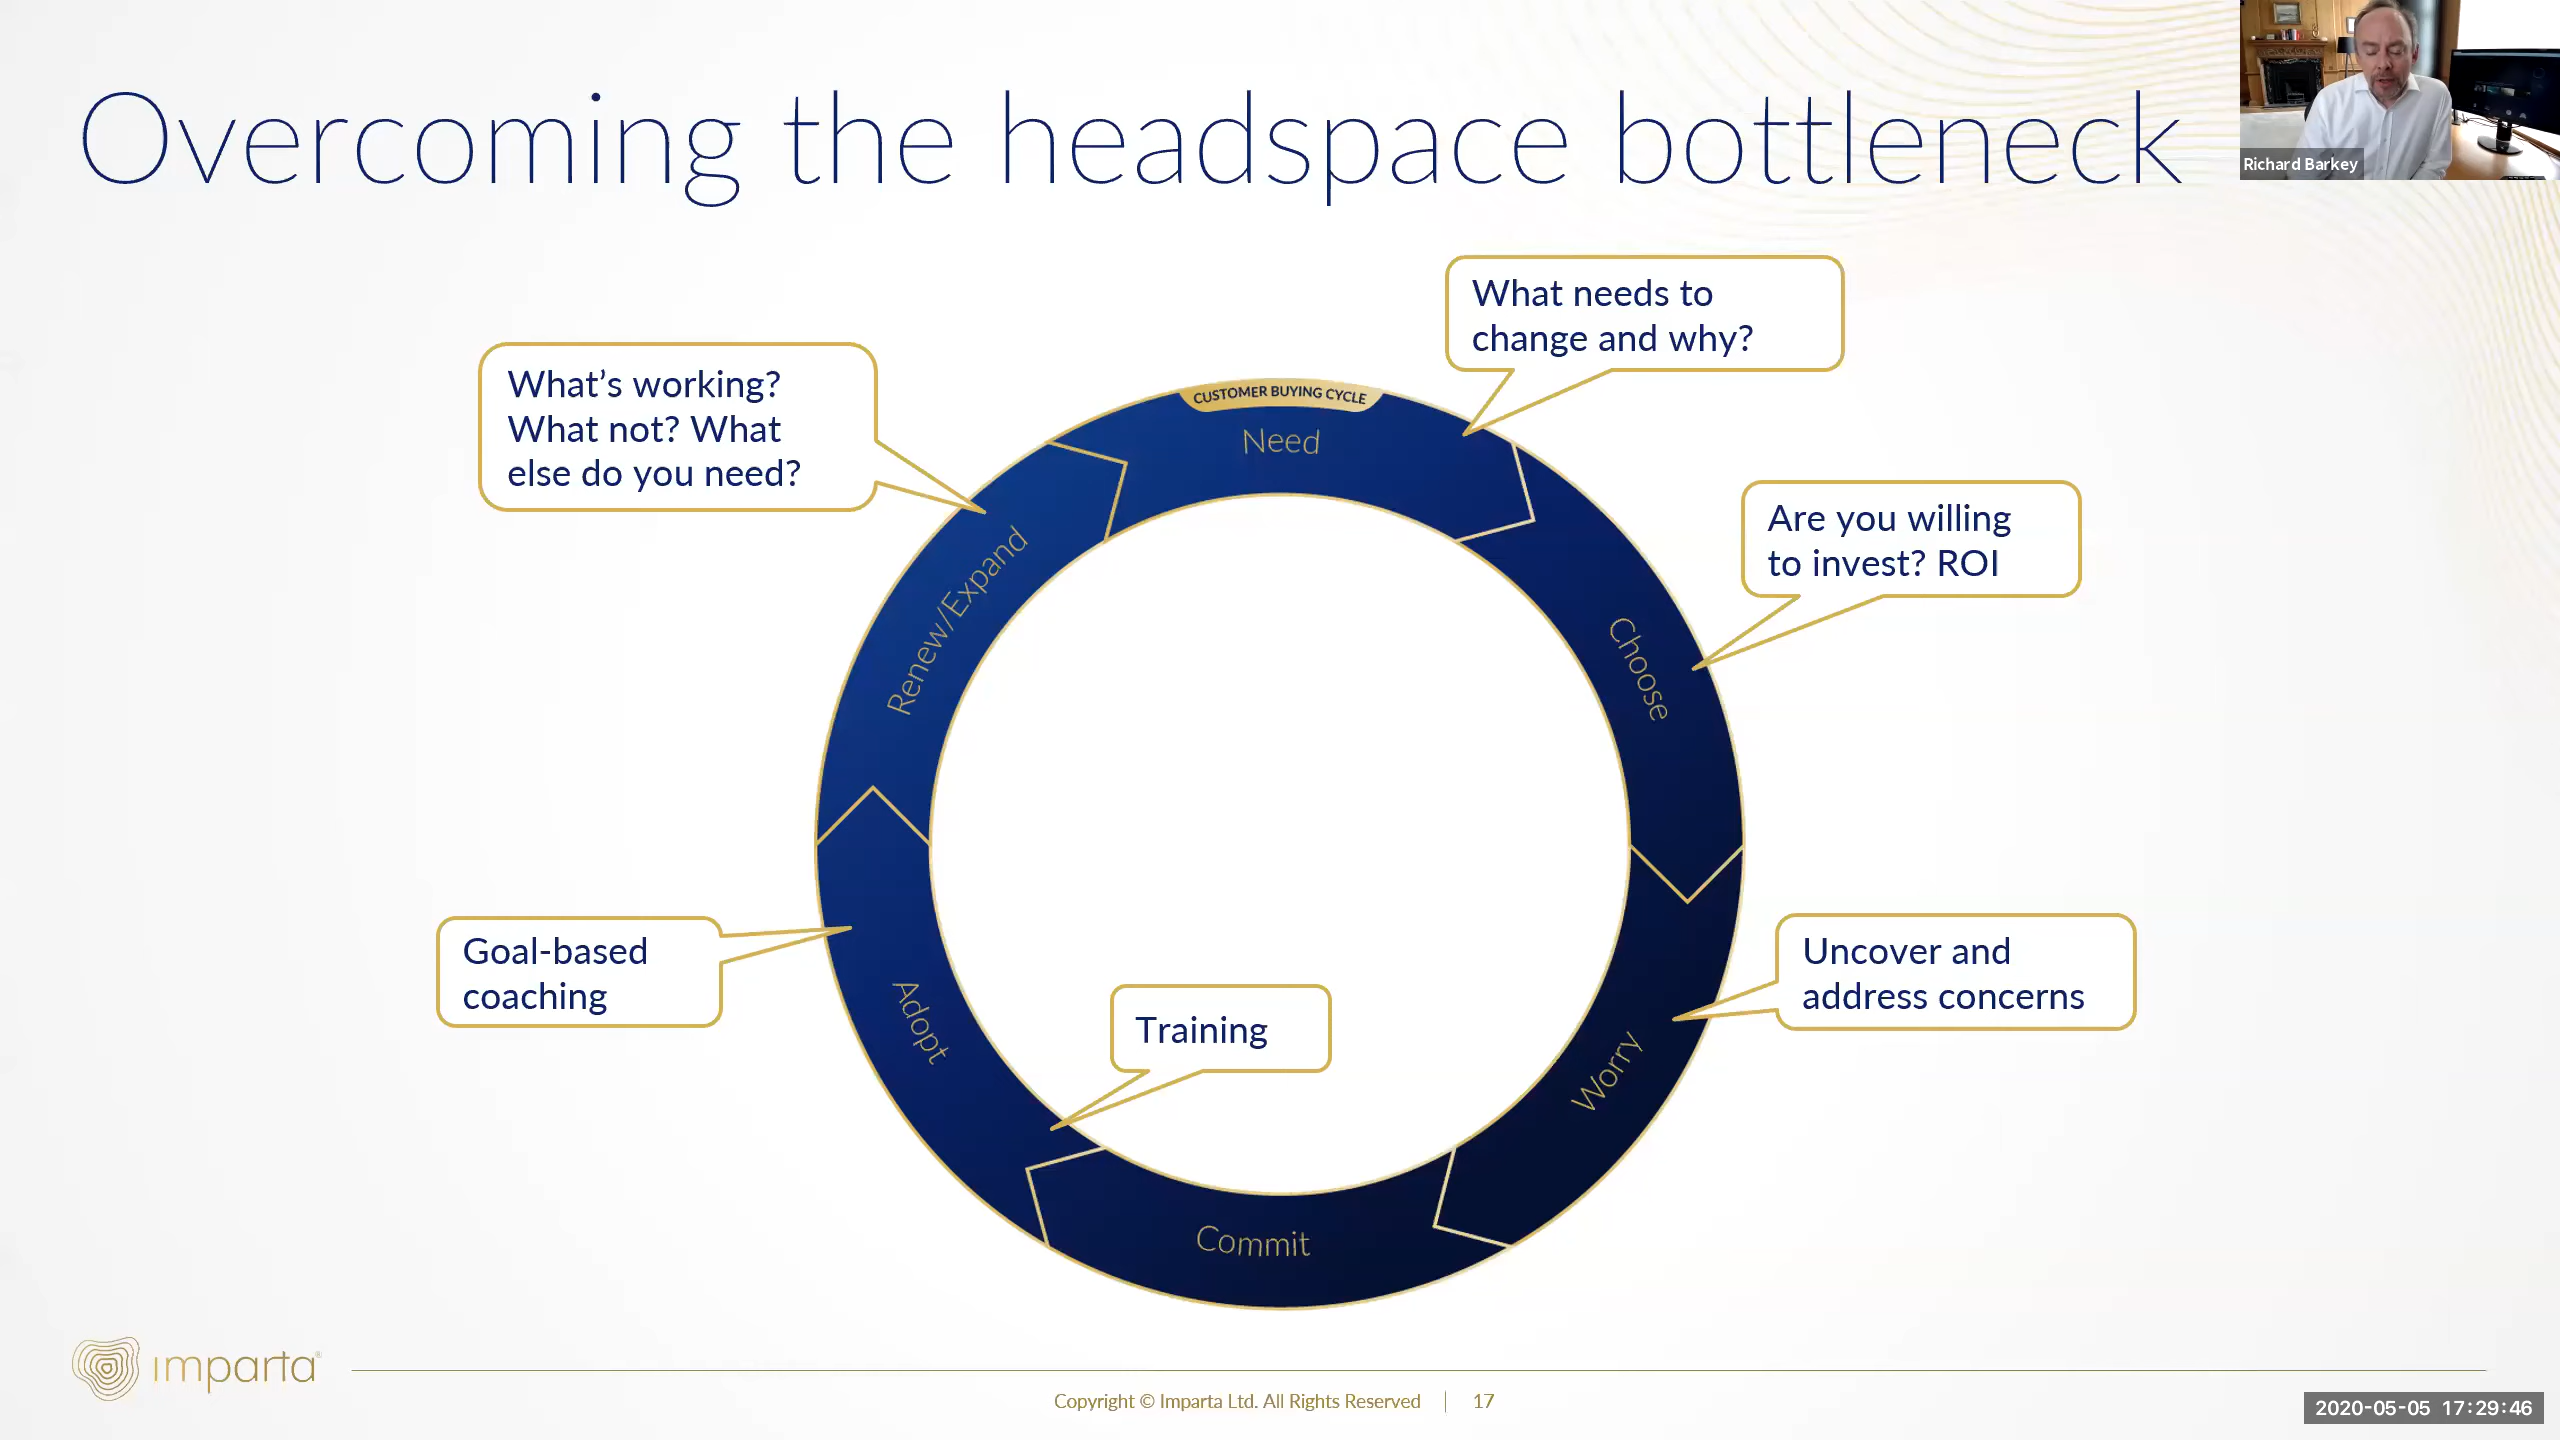 Overcoming the headspace bottleneck
Richard Barkey
What needs to
change and why?
What's working?
What not? What
else do you need?
CUSTOMER BUYING CYCLE
Need
Are you willing
to invest? ROI
Renew/Expand
Choose
Goal-based
coaching
Uncover and
address concerns
Adopt
Training
Worry
Commit
imparta®
Copyright © Imparta Ltd. All Rights Reserved | 17
2020-05-05 17:29:46